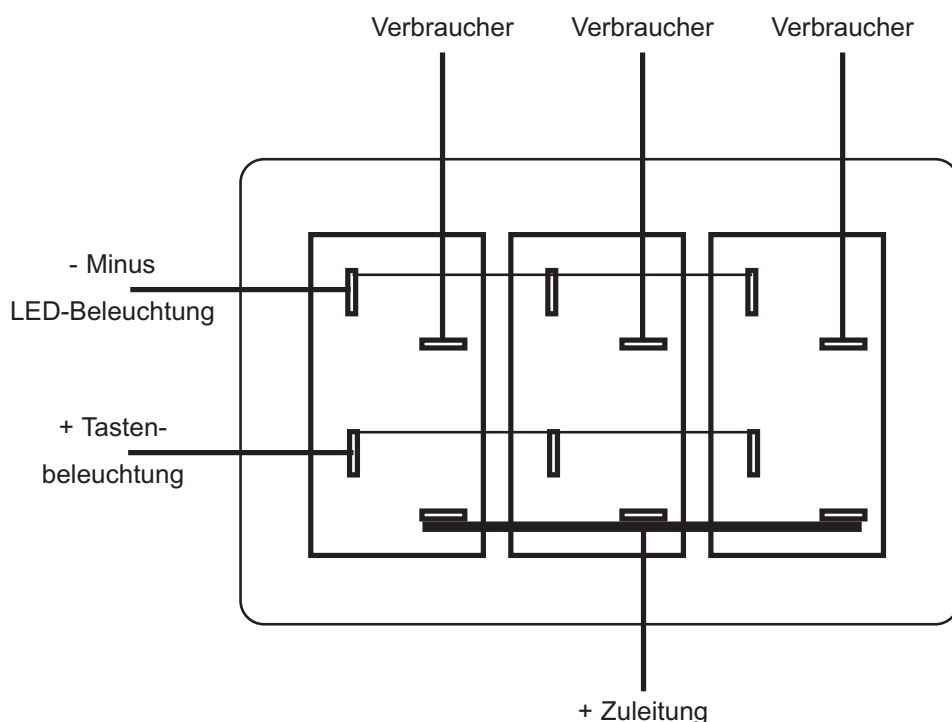 Verbraucher
Verbraucher
Verbraucher
- Minus
LED-Beleuchtung
+ Tasten-
beleuchtung
+ Zuleitung